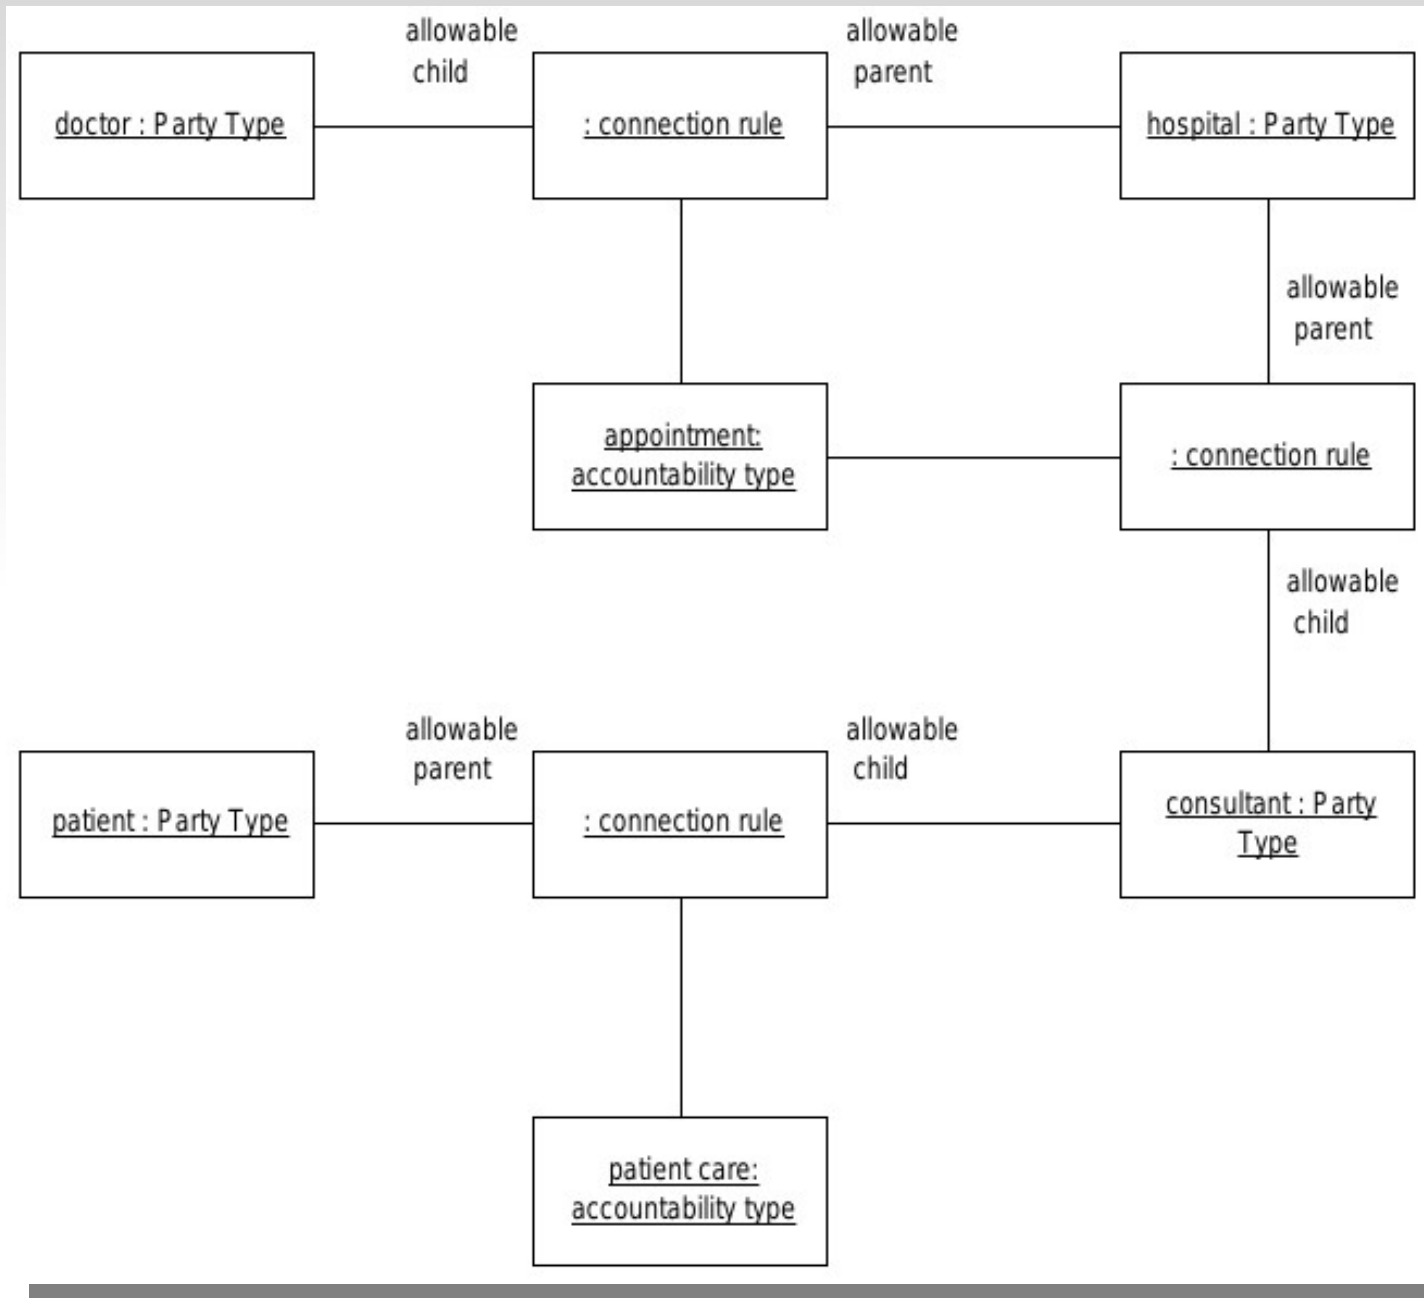 allowable
child
allowable
parent
doctor : Party Type
: connection rule
hospital : Party Type
allowable
parent
appointment:
accountability type
: connection rule
allowable
child
allowable
parent
allowable
child
patient : Party Type
: connection rule
consultant : Party
Type
patient care:
accountability type